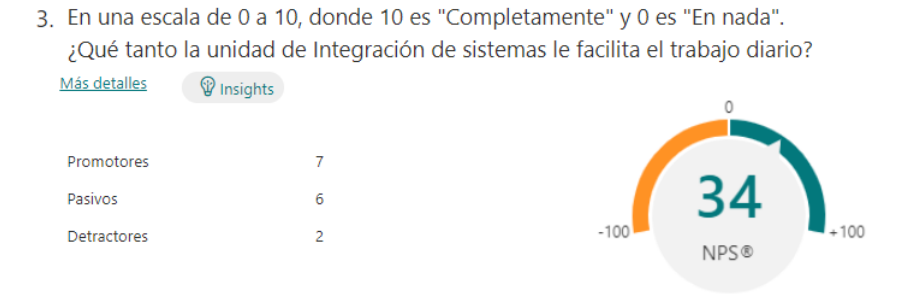 3. En una escala de 0 a 10, donde 10 es "Completamente" y 0 es "En nada".
¿Qué tanto la unidad de Integración de sistemas le facilita el trabajo diario?
Más detalles
Insights
Promotores 7
Pasivos 6
Detractores 2
0
34
-100
+100
NPS®